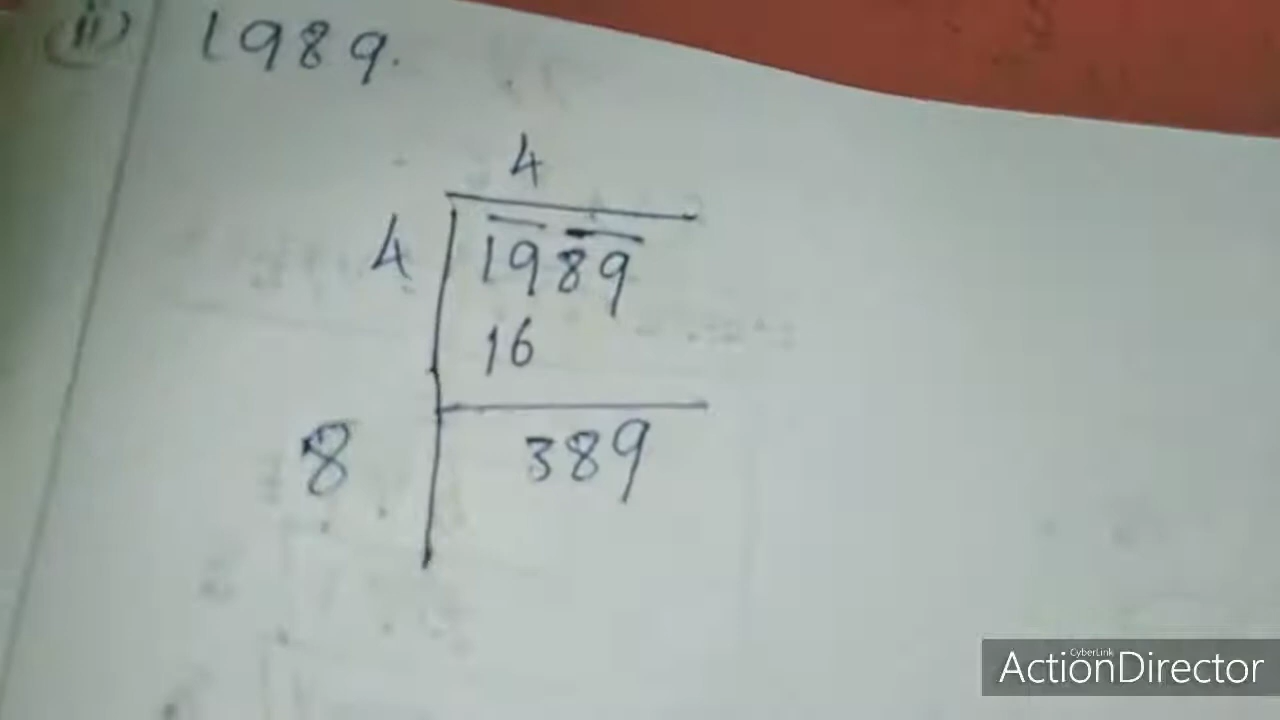 ii) 1989.
4
4 1989
16
8 389
CyberLink
ActionDirector